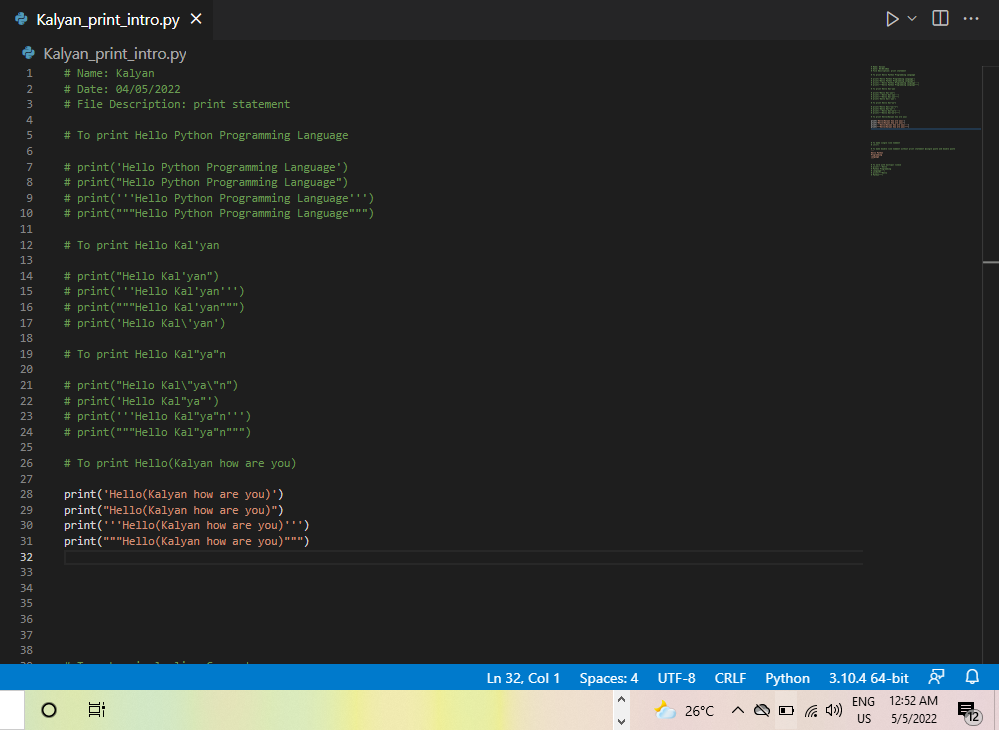 Kalyan_print_intro.py
Kalyan_print_intro.py
1 # Name: Kalyan
2 # Date: 04/05/2022
3 # File Description: print statement
4
5 # To print Hello Python Programming Language
6
7 # print('Hello Python Programming Language')
8 # print("Hello Python Programming Language")
9 # print('''Hello Python Programming Language''')
10 # print("""Hello Python Programming Language""")
11
12 # To print Hello Kal'yan
13
14 # print("Hello Kal'yan")
15 # print('''Hello Kal'yan''')
16 # print("""Hello Kal'yan""")
17 # print('Hello Kal\'yan')
18
19 # To print Hello Kal"ya"n
20
21 # print("Hello Kal\"ya\"n")
22 # print('Hello Kal"ya"')
23 # print('''Hello Kal"ya"n''')
24 # print("""Hello Kal"ya"n""")
25
26 # To print Hello(Kalyan how are you)
27
28 print('Hello(Kalyan how are you)')
29 print("Hello(Kalyan how are you)")
30 print('''Hello(Kalyan how are you)''')
31 print("""Hello(Kalyan how are you)""")
32
33
34
35
36
37
38
Ln 32, Col 1 Spaces: 4 UTF-8 CRLF Python 3.10.4 64-bit
26°C ENG US 12:52 AM 5/5/2022 12